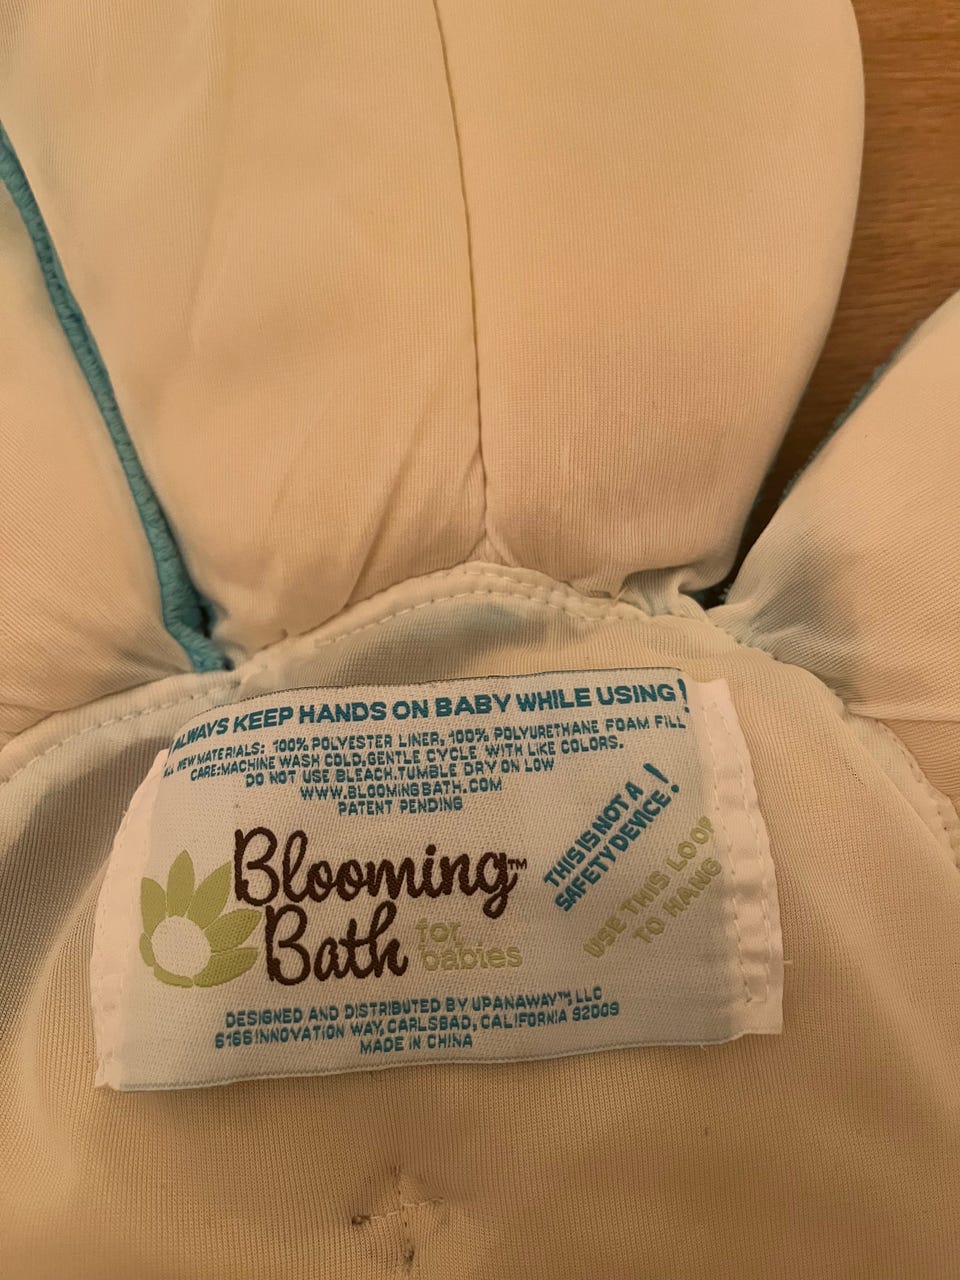 ALWAYS KEEP HANDS ON BABY WHILE USING!
ALL NEW MATERIALS: 100% POLYESTER LINER, 100% POLYURETHANE FOAM FILL
CARE:MACHINE WASH COLD, GENTLE CYCLE WITH LIKE COLORS.
DO NOT USE BLEACH. TUMBLE DRY ON LOW
WWW.BLOOMINGBATH.COM
PATENT PENDING
THIS IS NOT A
SAFETY DEVICE!
USE THIS LOOP
TO HANG
Blooming™
Bath for babies
DESIGNED AND DISTRIBUTED BY UPANAWAY™, LLC
6166 INNOVATION WAY, CARLSBAD, CALIFORNIA 92009
MADE IN CHINA